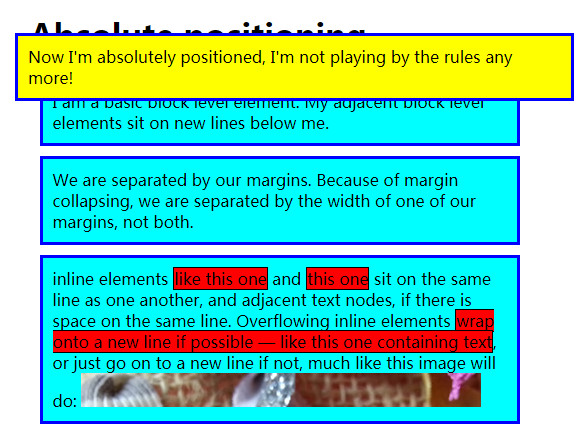 Absolute positioning
Now I'm absolutely positioned, I'm not playing by the rules any
more!
I am a basic block level element. My adjacent block level
elements sit on new lines below me.
We are separated by our margins. Because of margin
collapsing, we are separated by the width of one of our
margins, not both.
inline elements like this one and this one sit on the same
line as one another, and adjacent text nodes, if there is
space on the same line. Overflowing inline elements wrap
onto a new line if possible — like this one containing text,
or just go on to a new line if not, much like this image will
do: